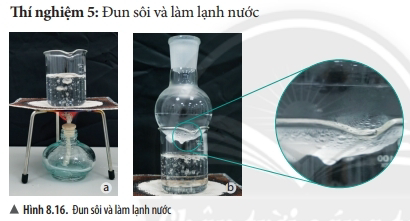 Thí nghiệm 5: Đun sôi và làm lạnh nước
a
b
▲ Hình 8.16. Đun sôi và làm lạnh nước